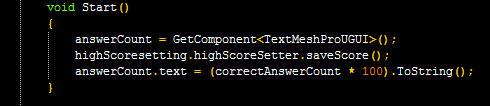 void Start()
{
answerCount = GetComponent<TextMeshProUGUI>();
highScoresetting.highScoreSetter.saveScore();
answerCount.text = (correctAnswerCount * 100).ToString();
}